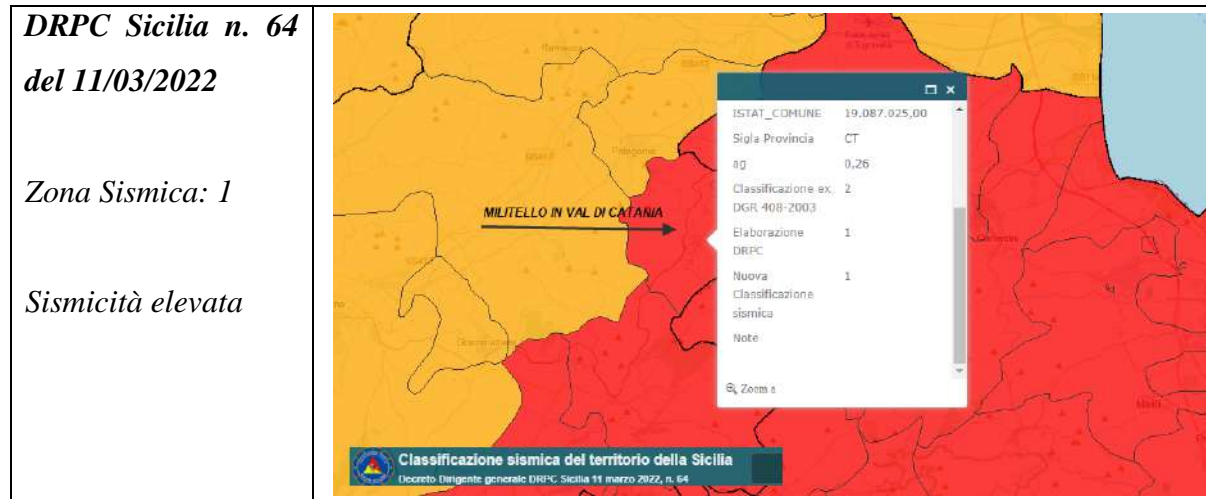 DRPC Sicilia n. 64
del 11/03/2022
Zona Sismica: 1
Sismicità elevata
MILITELLO IN VAL DI CATANIA
ISTAT_COMUNE 19.087.025,00
Sigla Provincia CT
ag 0,26
Classificazione ex 2
DGR 408-2003
Elaborazione 1
DRPC
Nuova 1
Classificazione
sismica
Note
Zoom a
Palagonia
Classificazione sismica del territorio della Sicilia
Decreto Dirigente generale DRPC Sicilia 11 marzo 2022, n. 64